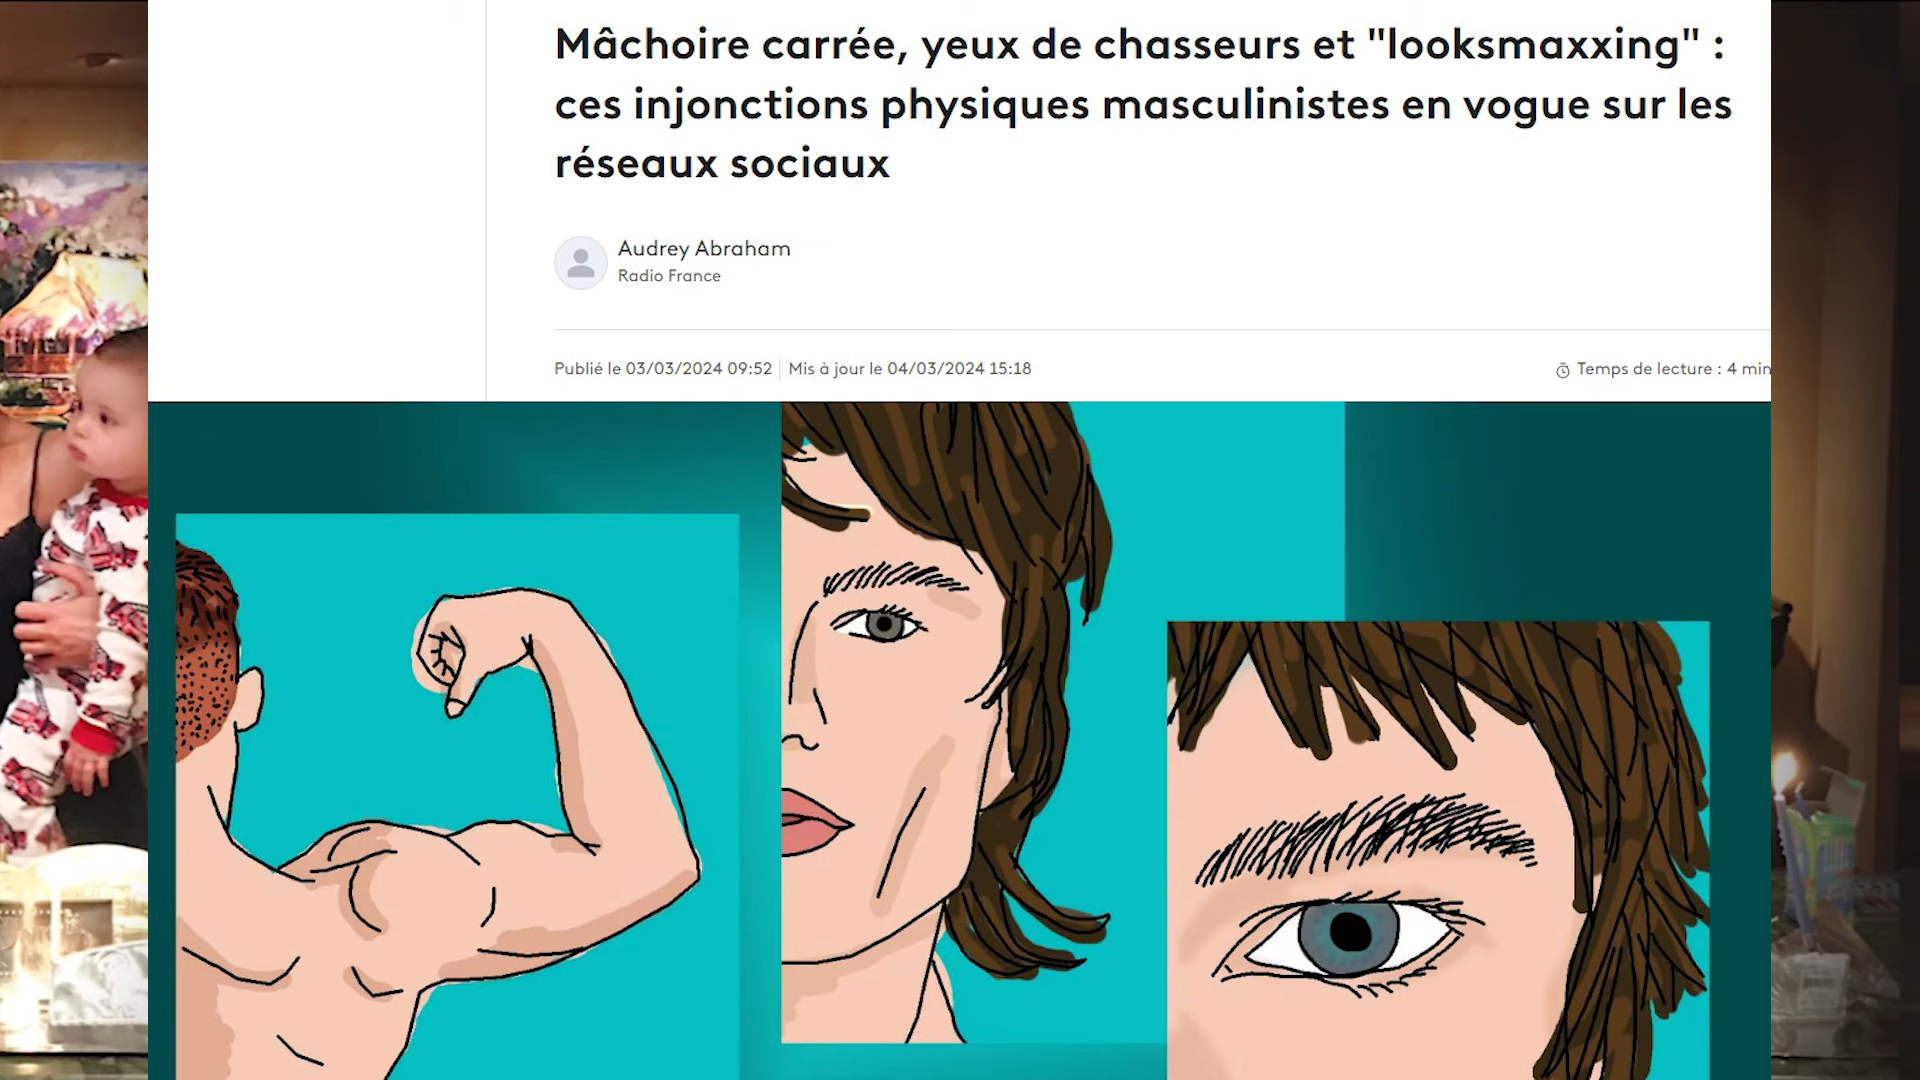 Mâchoire carrée, yeux de chasseurs et "looksmaxxing" :
ces injonctions physiques masculinistes en vogue sur les
réseaux sociaux
Audrey Abraham
Radio France
Publié le 03/03/2024 09:52 Mis à jour le 04/03/2024 15:18
Temps de lecture : 4 min